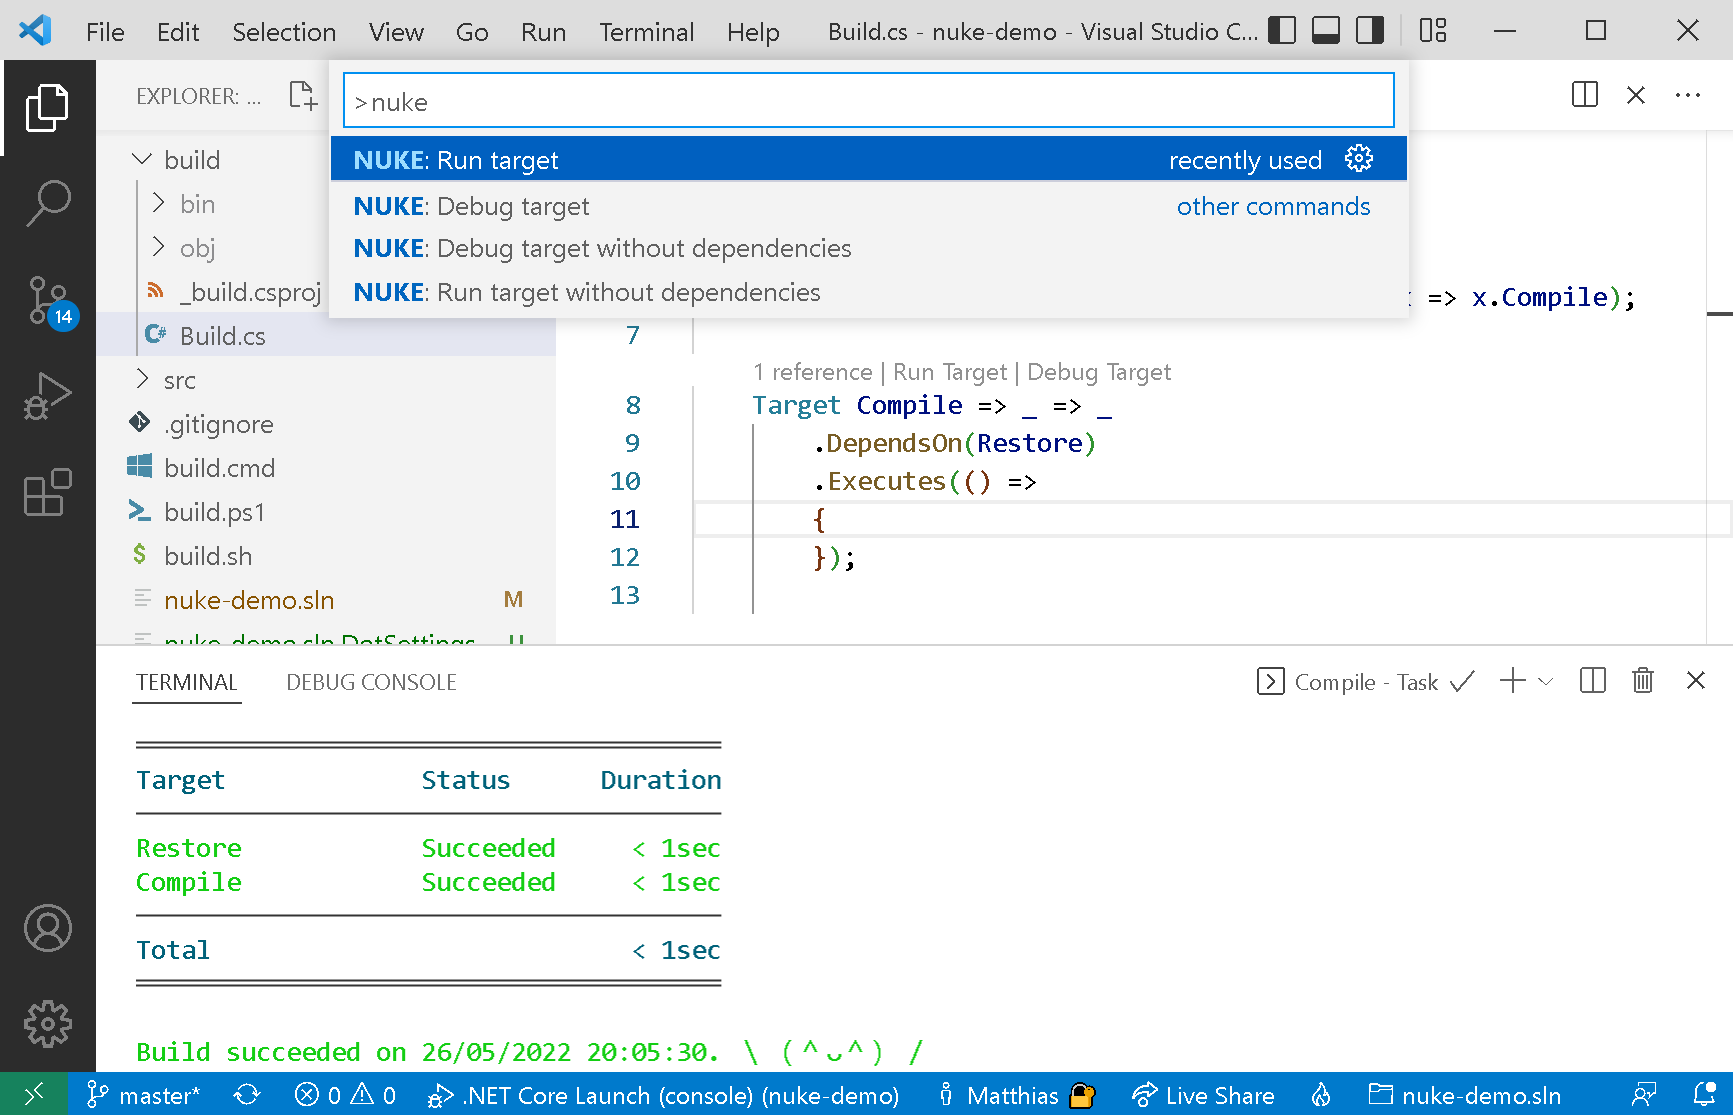 File Edit Selection View Go Run Terminal Help Build.cs - nuke-demo - Visual Studio C...
EXPLORER: ...
>nuke
NUKE: Run target recently used
NUKE: Debug target other commands
NUKE: Debug target without dependencies
NUKE: Run target without dependencies
build
bin
obj
_build.csproj
Build.cs
src
.gitignore
build.cmd
build.ps1
build.sh
nuke-demo.sln M
nuke-demo.sln.DotSettings U
14
=> x.Compile);
7
1 reference | Run Target | Debug Target
8 Target Compile => _ => _
9 .DependsOn(Restore)
10 .Executes(() =>
11 {
12 });
13
TERMINAL DEBUG CONSOLE Compile - Task
Target Status Duration
Restore Succeeded < 1sec
Compile Succeeded < 1sec
Total < 1sec
Build succeeded on 26/05/2022 20:05:30. \ (^ᴗ^) /
master* 0 0 .NET Core Launch (console) (nuke-demo) Matthias Live Share nuke-demo.sln